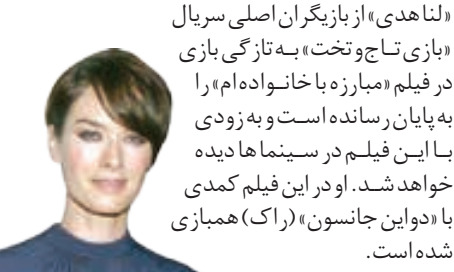 «لنا هدی» از بازیگران اصلی سریال
«بازی تاج و تخت» به تازگی بازی
در فیلم «مبارزه با خانواده‌ام» را
به پایان رسانده است و به زودی
با این فیلم در سینماها دیده
خواهد شد. او در این فیلم کمدی
با «دواین جانسون» (راک) همبازی
شده است.